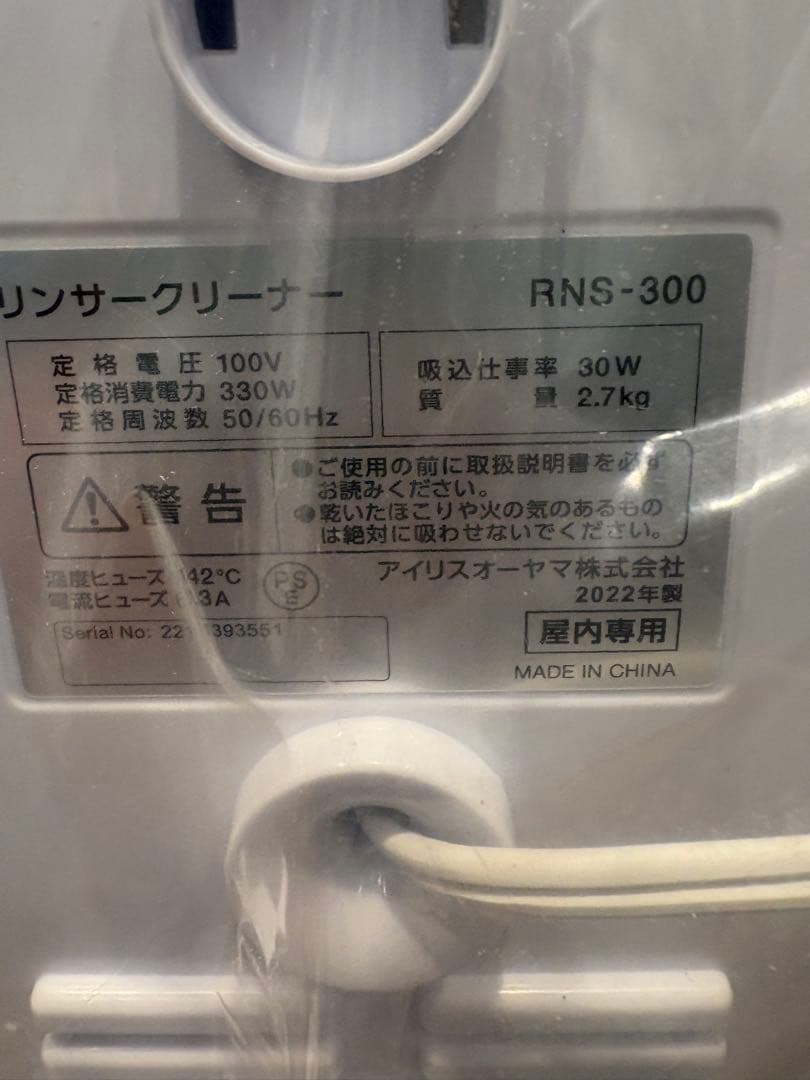 リンサークリーナー RNS-300
定格電圧 100V
定格消費電力 330W
定格周波数 50/60Hz
吸込仕事率 30W
質量 2.7kg
警告
ご使用の前に取扱説明書を必ず
お読みください。
乾いたほこりや火の気のあるもの
は絶対に吸わせないでください。
温度ヒューズ 142℃
電流ヒューズ
PSE
アイリスオーヤマ株式会社
2022年製
Serial No:
屋内専用
MADE IN CHINA